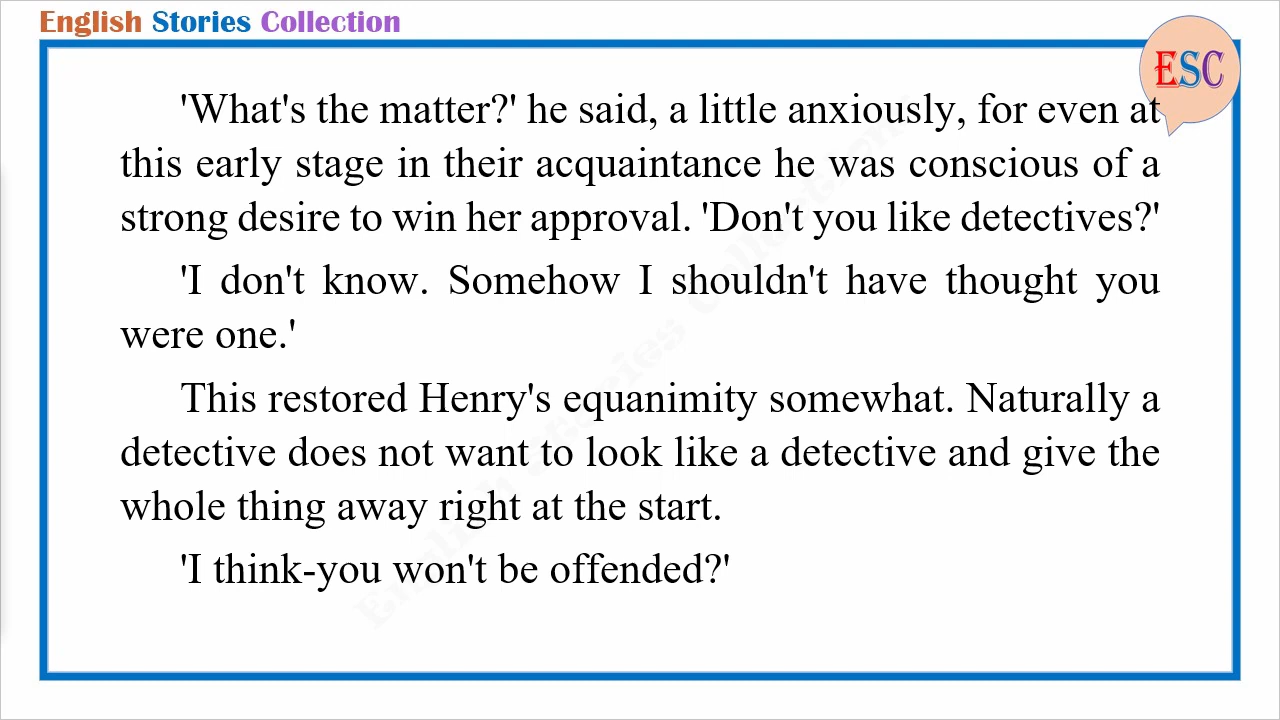 English Stories Collection
ESC
'What's the matter?' he said, a little anxiously, for even at
this early stage in their acquaintance he was conscious of a
strong desire to win her approval. 'Don't you like detectives?'
'I don't know. Somehow I shouldn't have thought you
were one.'
This restored Henry's equanimity somewhat. Naturally a
detective does not want to look like a detective and give the
whole thing away right at the start.
'I think-you won't be offended?'
English Stories Collection